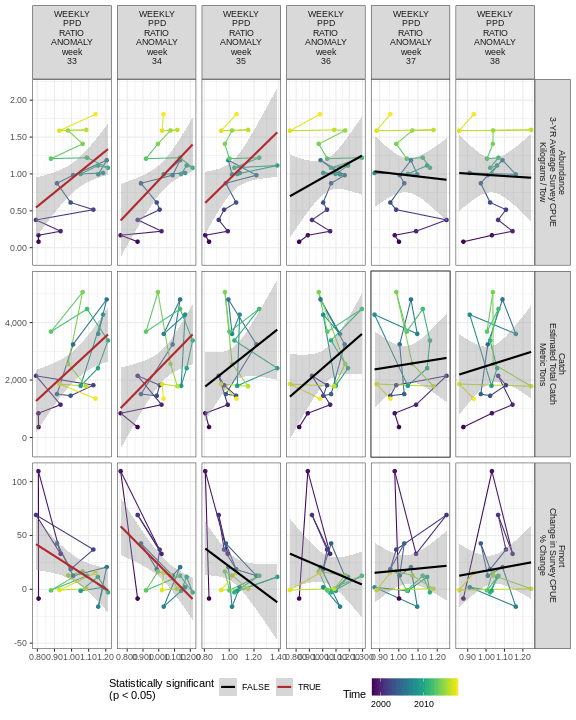 WEEKLY
PPD
RATIO
ANOMALY
week
33
WEEKLY
PPD
RATIO
ANOMALY
week
34
WEEKLY
PPD
RATIO
ANOMALY
week
35
WEEKLY
PPD
RATIO
ANOMALY
week
36
WEEKLY
PPD
RATIO
ANOMALY
week
37
WEEKLY
PPD
RATIO
ANOMALY
week
38
2.00
1.50
1.00
0.50
0.00
Abundance
3-YR Average Survey CPUE
Kilograms / Tow
4,000
2,000
0
Catch
Estimated Total Catch
Metric Tons
100
50
0
-50
Fmort
Change in Survey CPUE
% Change
0.80 1.00 1.40
0.90 1.00 1.10 1.20
0.90 1.00 1.10 1.20
Statistically significant
(p < 0.05)
FALSE
TRUE
Time
2000
2010